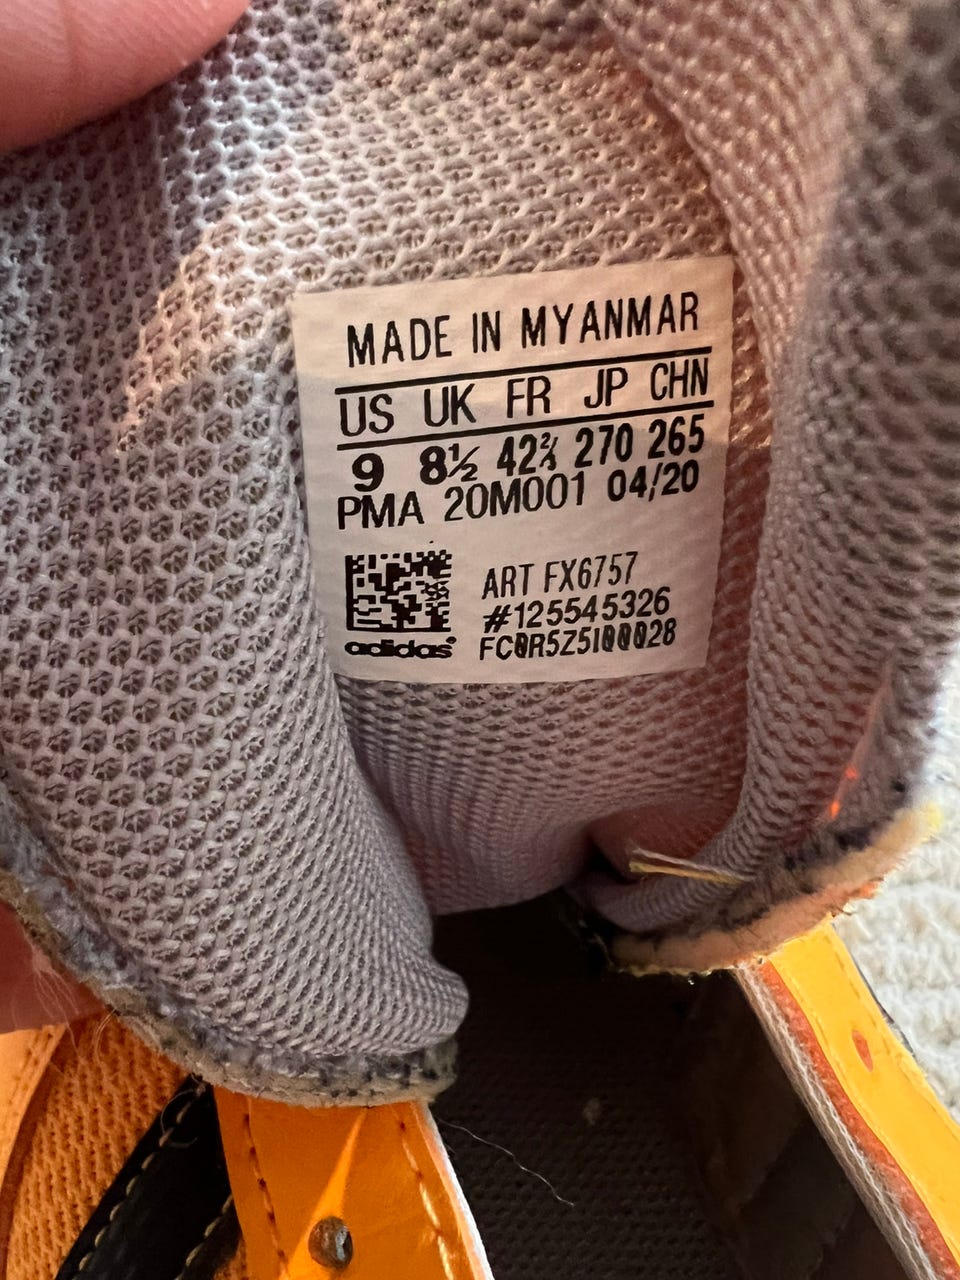 MADE IN MYANMAR
US UK FR JP CHN
9 8½ 42⅔ 270 265
PMA 20M001 04/20
ART FX6757
#125545326
adidas® FC0R5Z5I00028